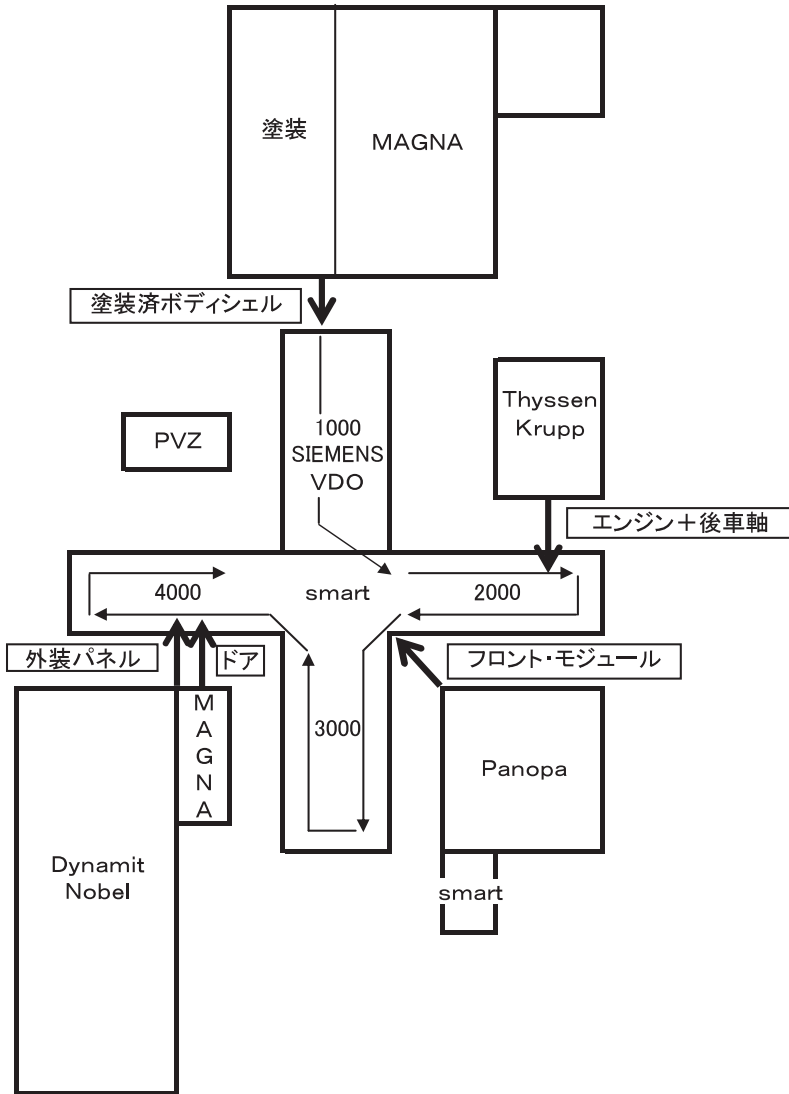 塗装
MAGNA
塗装済ボディシェル
Thyssen
Krupp
PVZ
1000
SIEMENS
VDO
エンジン＋後車軸
4000
smart
2000
外装パネル
ドア
フロント・モジュール
M
A
G
N
A
3000
Panopa
Dynamit
Nobel
smart